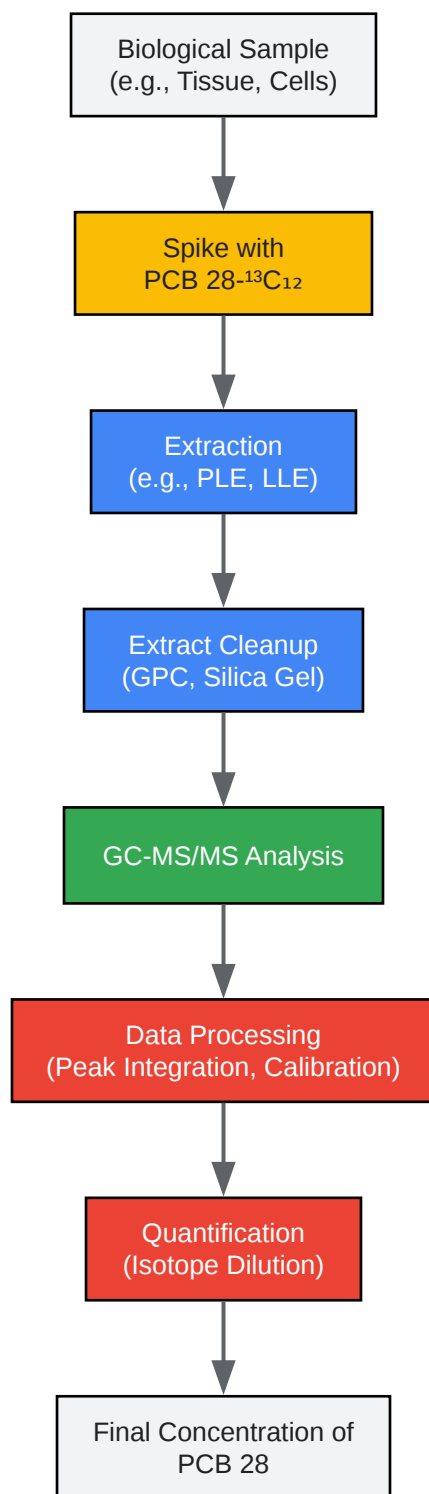 Biological Sample
(e.g., Tissue, Cells)
Spike with
PCB 28-¹³C₁₂
Extraction
(e.g., PLE, LLE)
Extract Cleanup
(GPC, Silica Gel)
GC-MS/MS Analysis
Data Processing
(Peak Integration, Calibration)
Quantification
(Isotope Dilution)
Final Concentration of
PCB 28